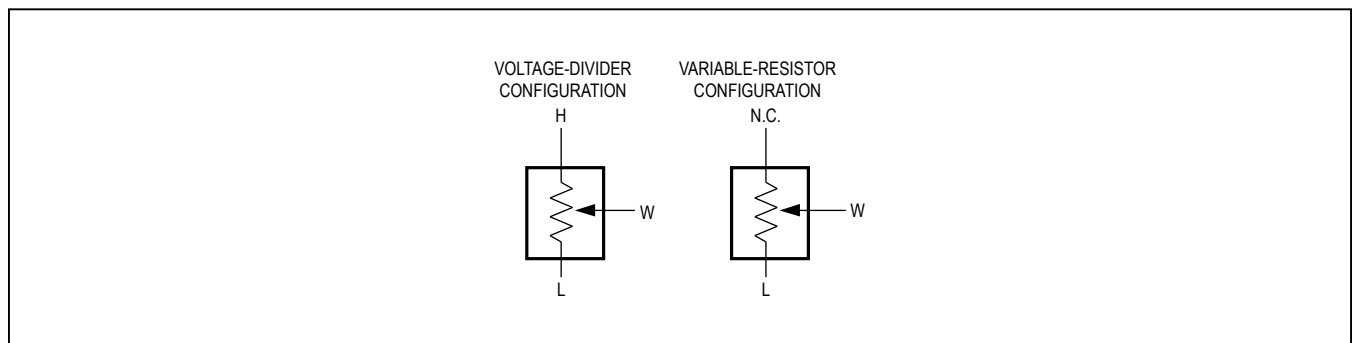 VOLTAGE-DIVIDER
CONFIGURATION
H
W
L
VARIABLE-RESISTOR
CONFIGURATION
N.C.
W
L